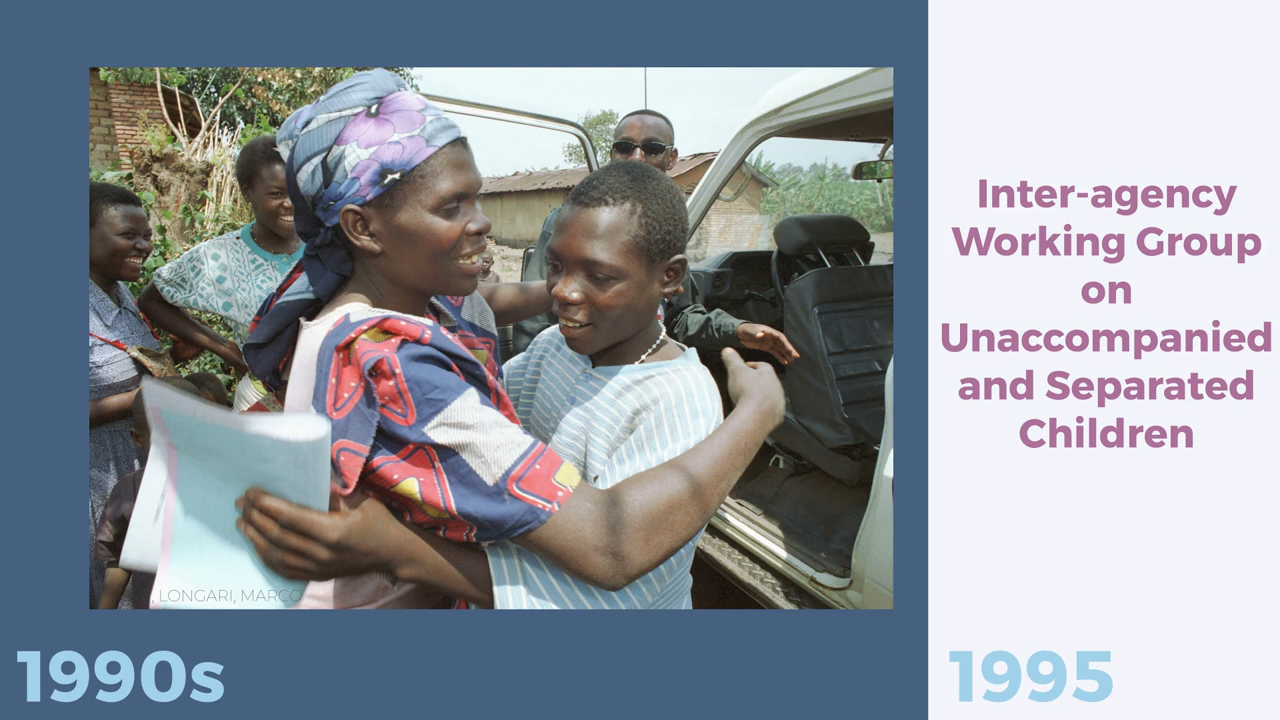 Inter-agency
Working Group
on
Unaccompanied
and Separated
Children
, LONGARI, MARCO
1990s
1995